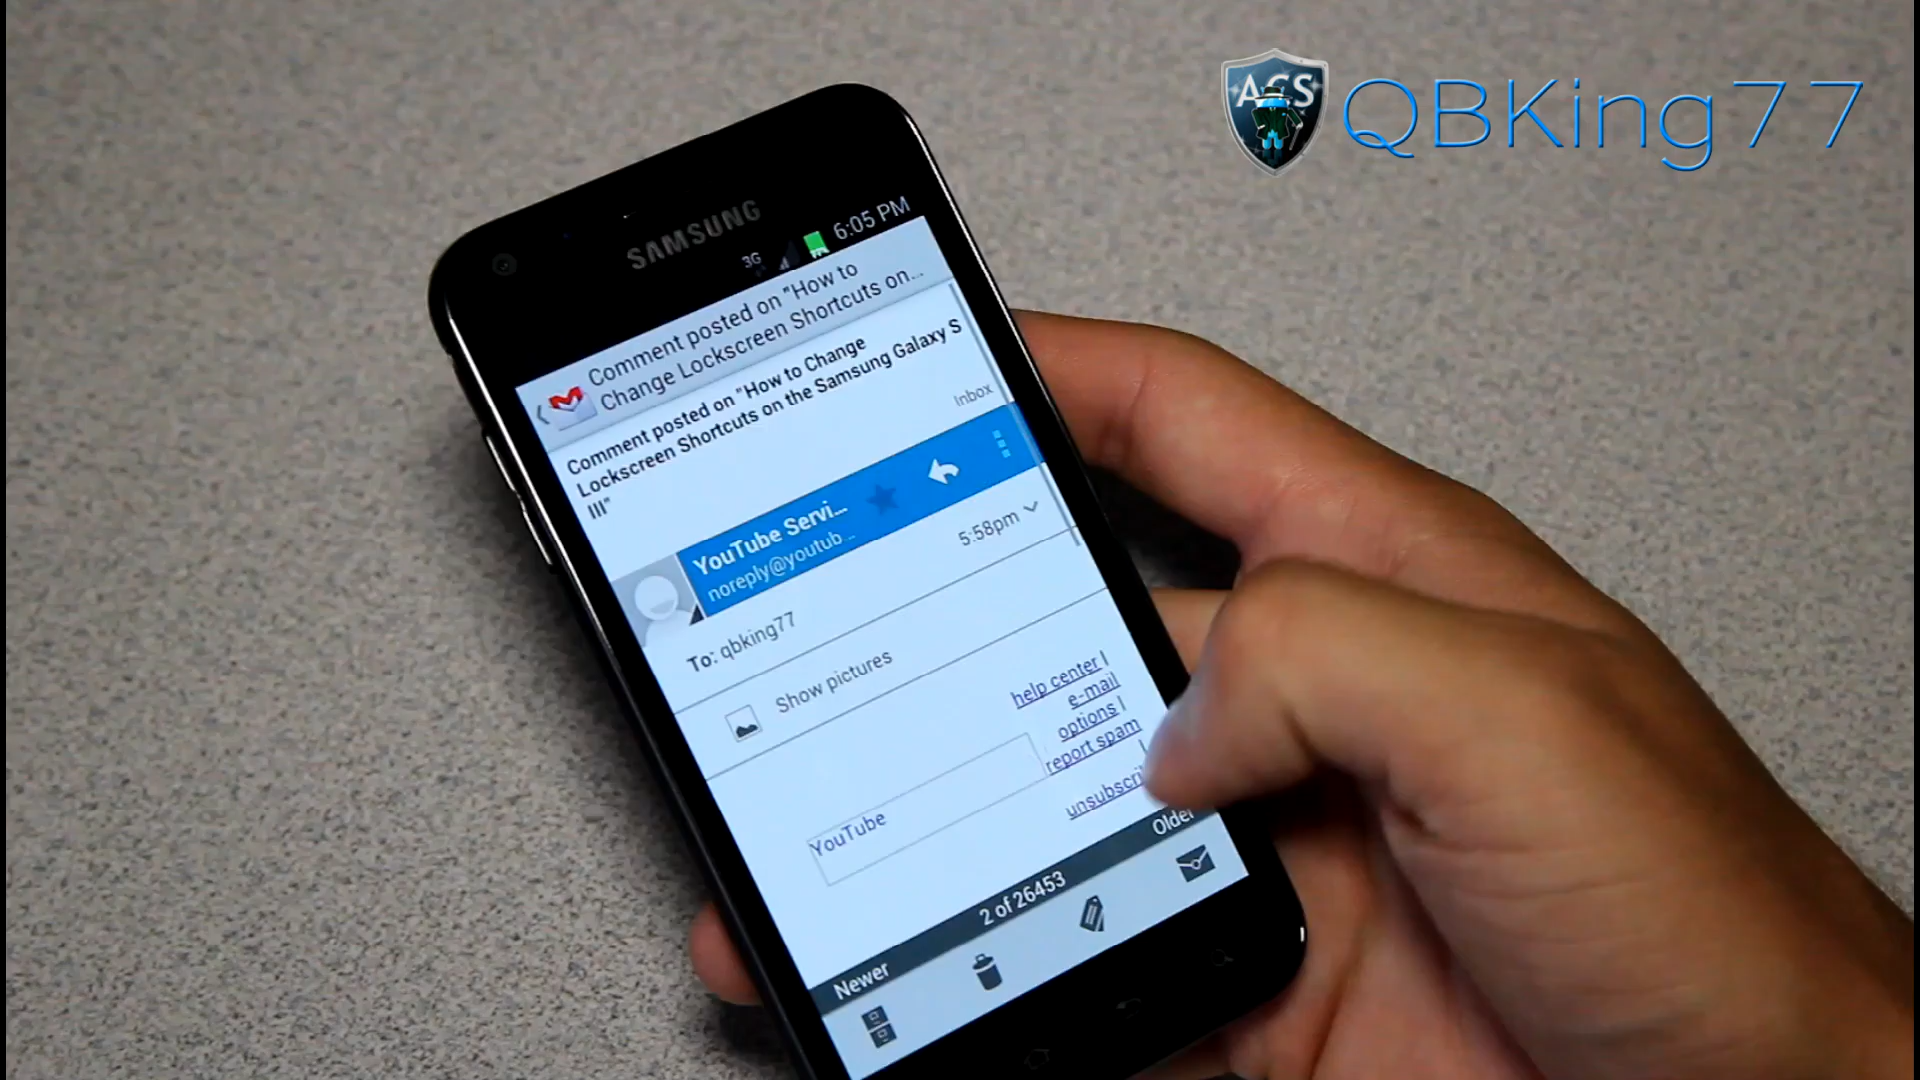 ACS
QBKing77
SAMSUNG
3G
6:05 PM
Comment posted on "How to
Change Lockscreen Shortcuts on...
Comment posted on "How to Change
Lockscreen Shortcuts on the Samsung Galaxy S
III"
Inbox
YouTube Servi...
noreply@youtub...
5:58pm
To: qbking77
Show pictures
help center |
e-mail
options |
report spam
|
unsubscri
YouTube
Older
2 of 26453
Newer